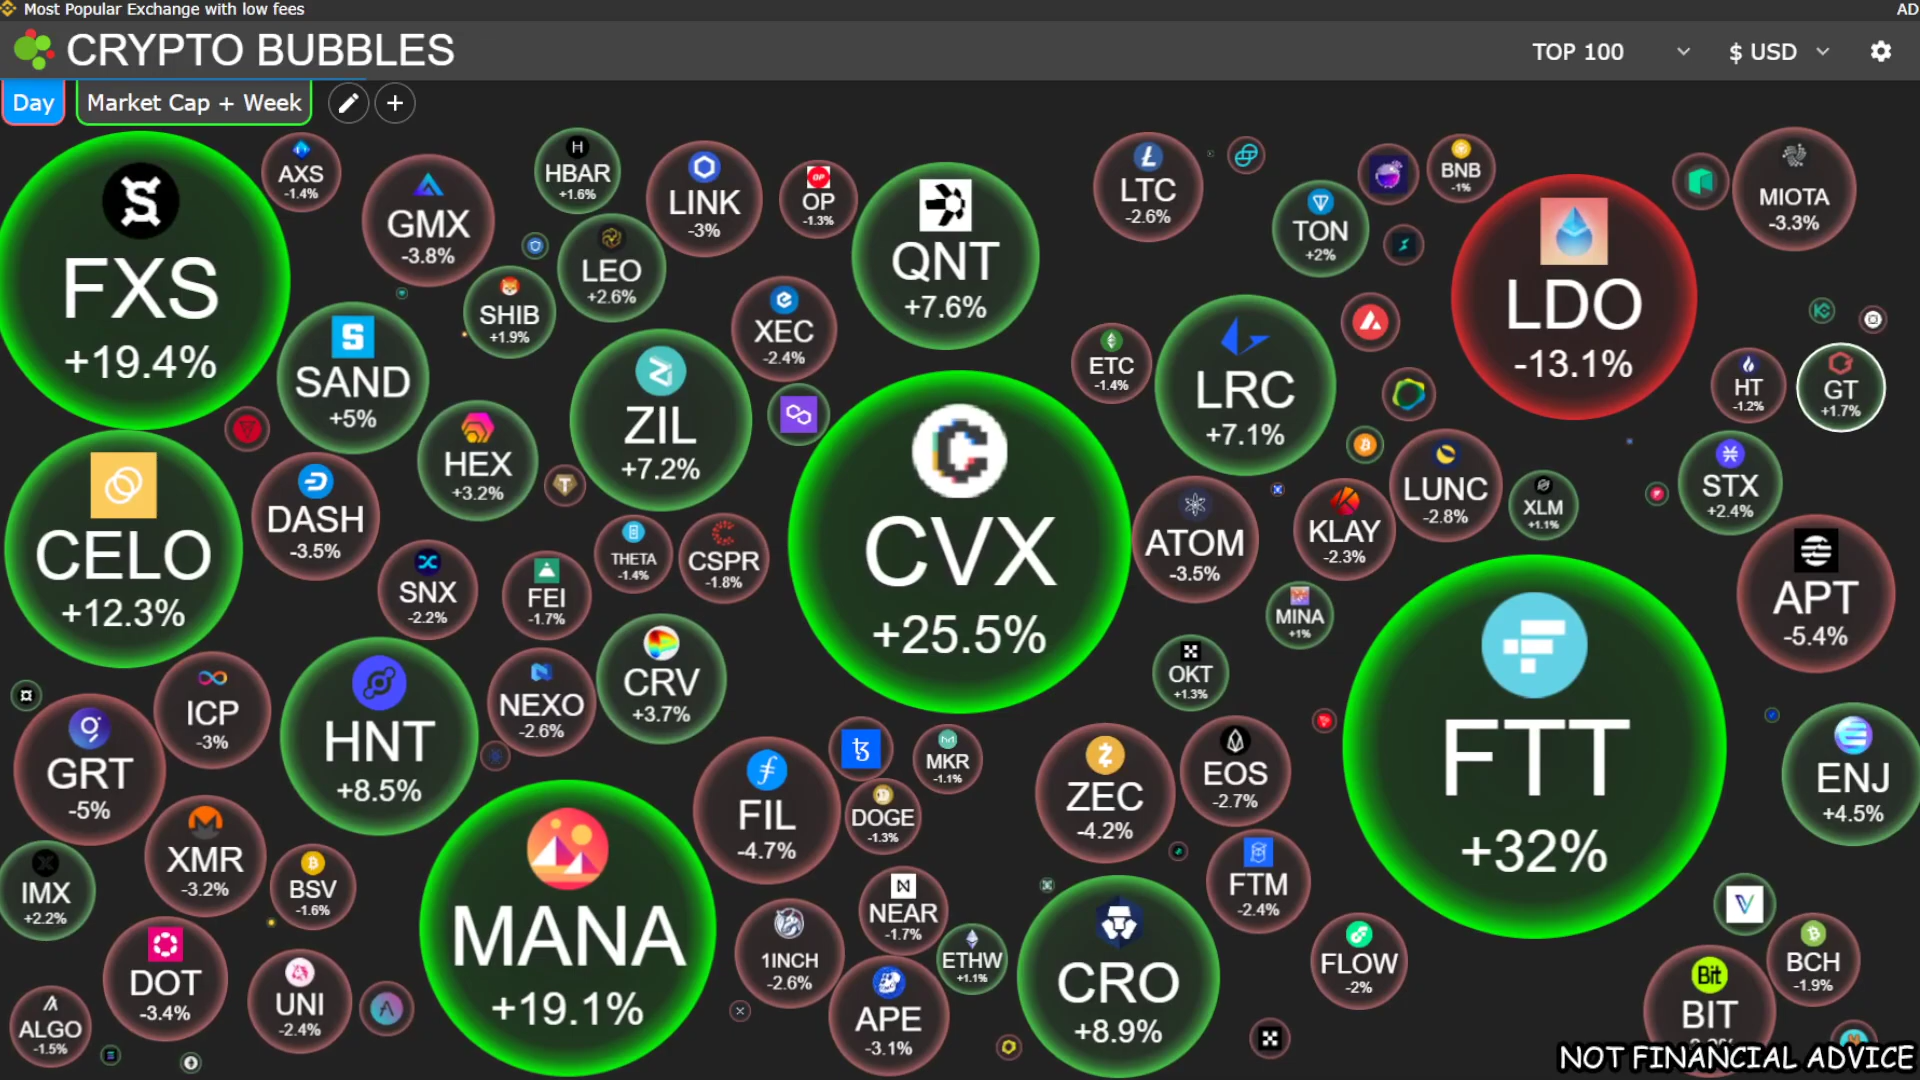 Most Popular Exchange with low fees
AD
CRYPTO BUBBLES
TOP 100
$ USD
Day
Market Cap + Week
FXS
+19.4%
AXS
-1.4%
GMX
-3.8%
HBAR
+1.6%
LINK
-3%
OP
-1.3%
QNT
+7.6%
LTC
-2.6%
TON
+2%
BNB
-1%
LDO
-13.1%
MIOTA
-3.3%
LEO
+2.6%
SHIB
+1.9%
XEC
-2.4%
SAND
+5%
ZIL
+7.2%
ETC
-1.4%
LRC
+7.1%
HT
-1.2%
GT
+1.7%
HEX
+3.2%
CVX
+25.5%
CELO
+12.3%
DASH
-3.5%
SNX
-2.2%
FEI
-1.7%
THETA
-1.4%
CSPR
-1.8%
ATOM
-3.5%
KLAY
-2.3%
LUNC
-2.8%
XLM
+1.1%
STX
+2.4%
APT
-5.4%
MINA
+1%
OKT
+1.3%
FTT
+32%
ENJ
+4.5%
ICP
-3%
GRT
-5%
HNT
+8.5%
NEXO
-2.6%
CRV
+3.7%
FIL
-4.7%
MKR
-1.1%
DOGE
-1.3%
ZEC
-4.2%
EOS
-2.7%
XMR
-3.2%
BSV
-1.6%
IMX
+2.2%
MANA
+19.1%
NEAR
-1.7%
1INCH
-2.6%
ETHW
+1.1%
FTM
-2.4%
CRO
+8.9%
FLOW
-2%
DOT
-3.4%
UNI
-2.4%
APE
-3.1%
ALGO
-1.5%
Bit
BIT
BCH
-1.9%
NOT FINANCIAL ADVICE